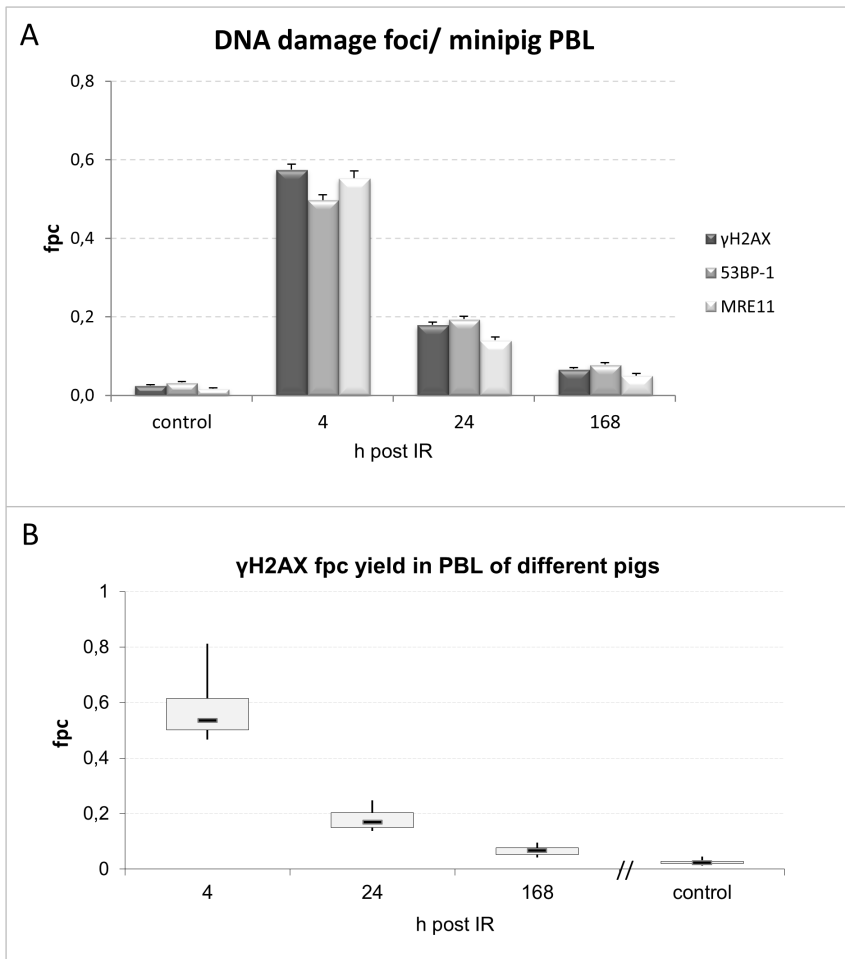 A
DNA damage foci/ minipig PBL
0,8
0,6
0,4
0,2
0,0
fpc
control 4 24 168
h post IR
γH2AX
53BP-1
MRE11
B
γH2AX fpc yield in PBL of different pigs
1
0,8
0,6
0,4
0,2
0
fpc
4 24 168 // control
h post IR